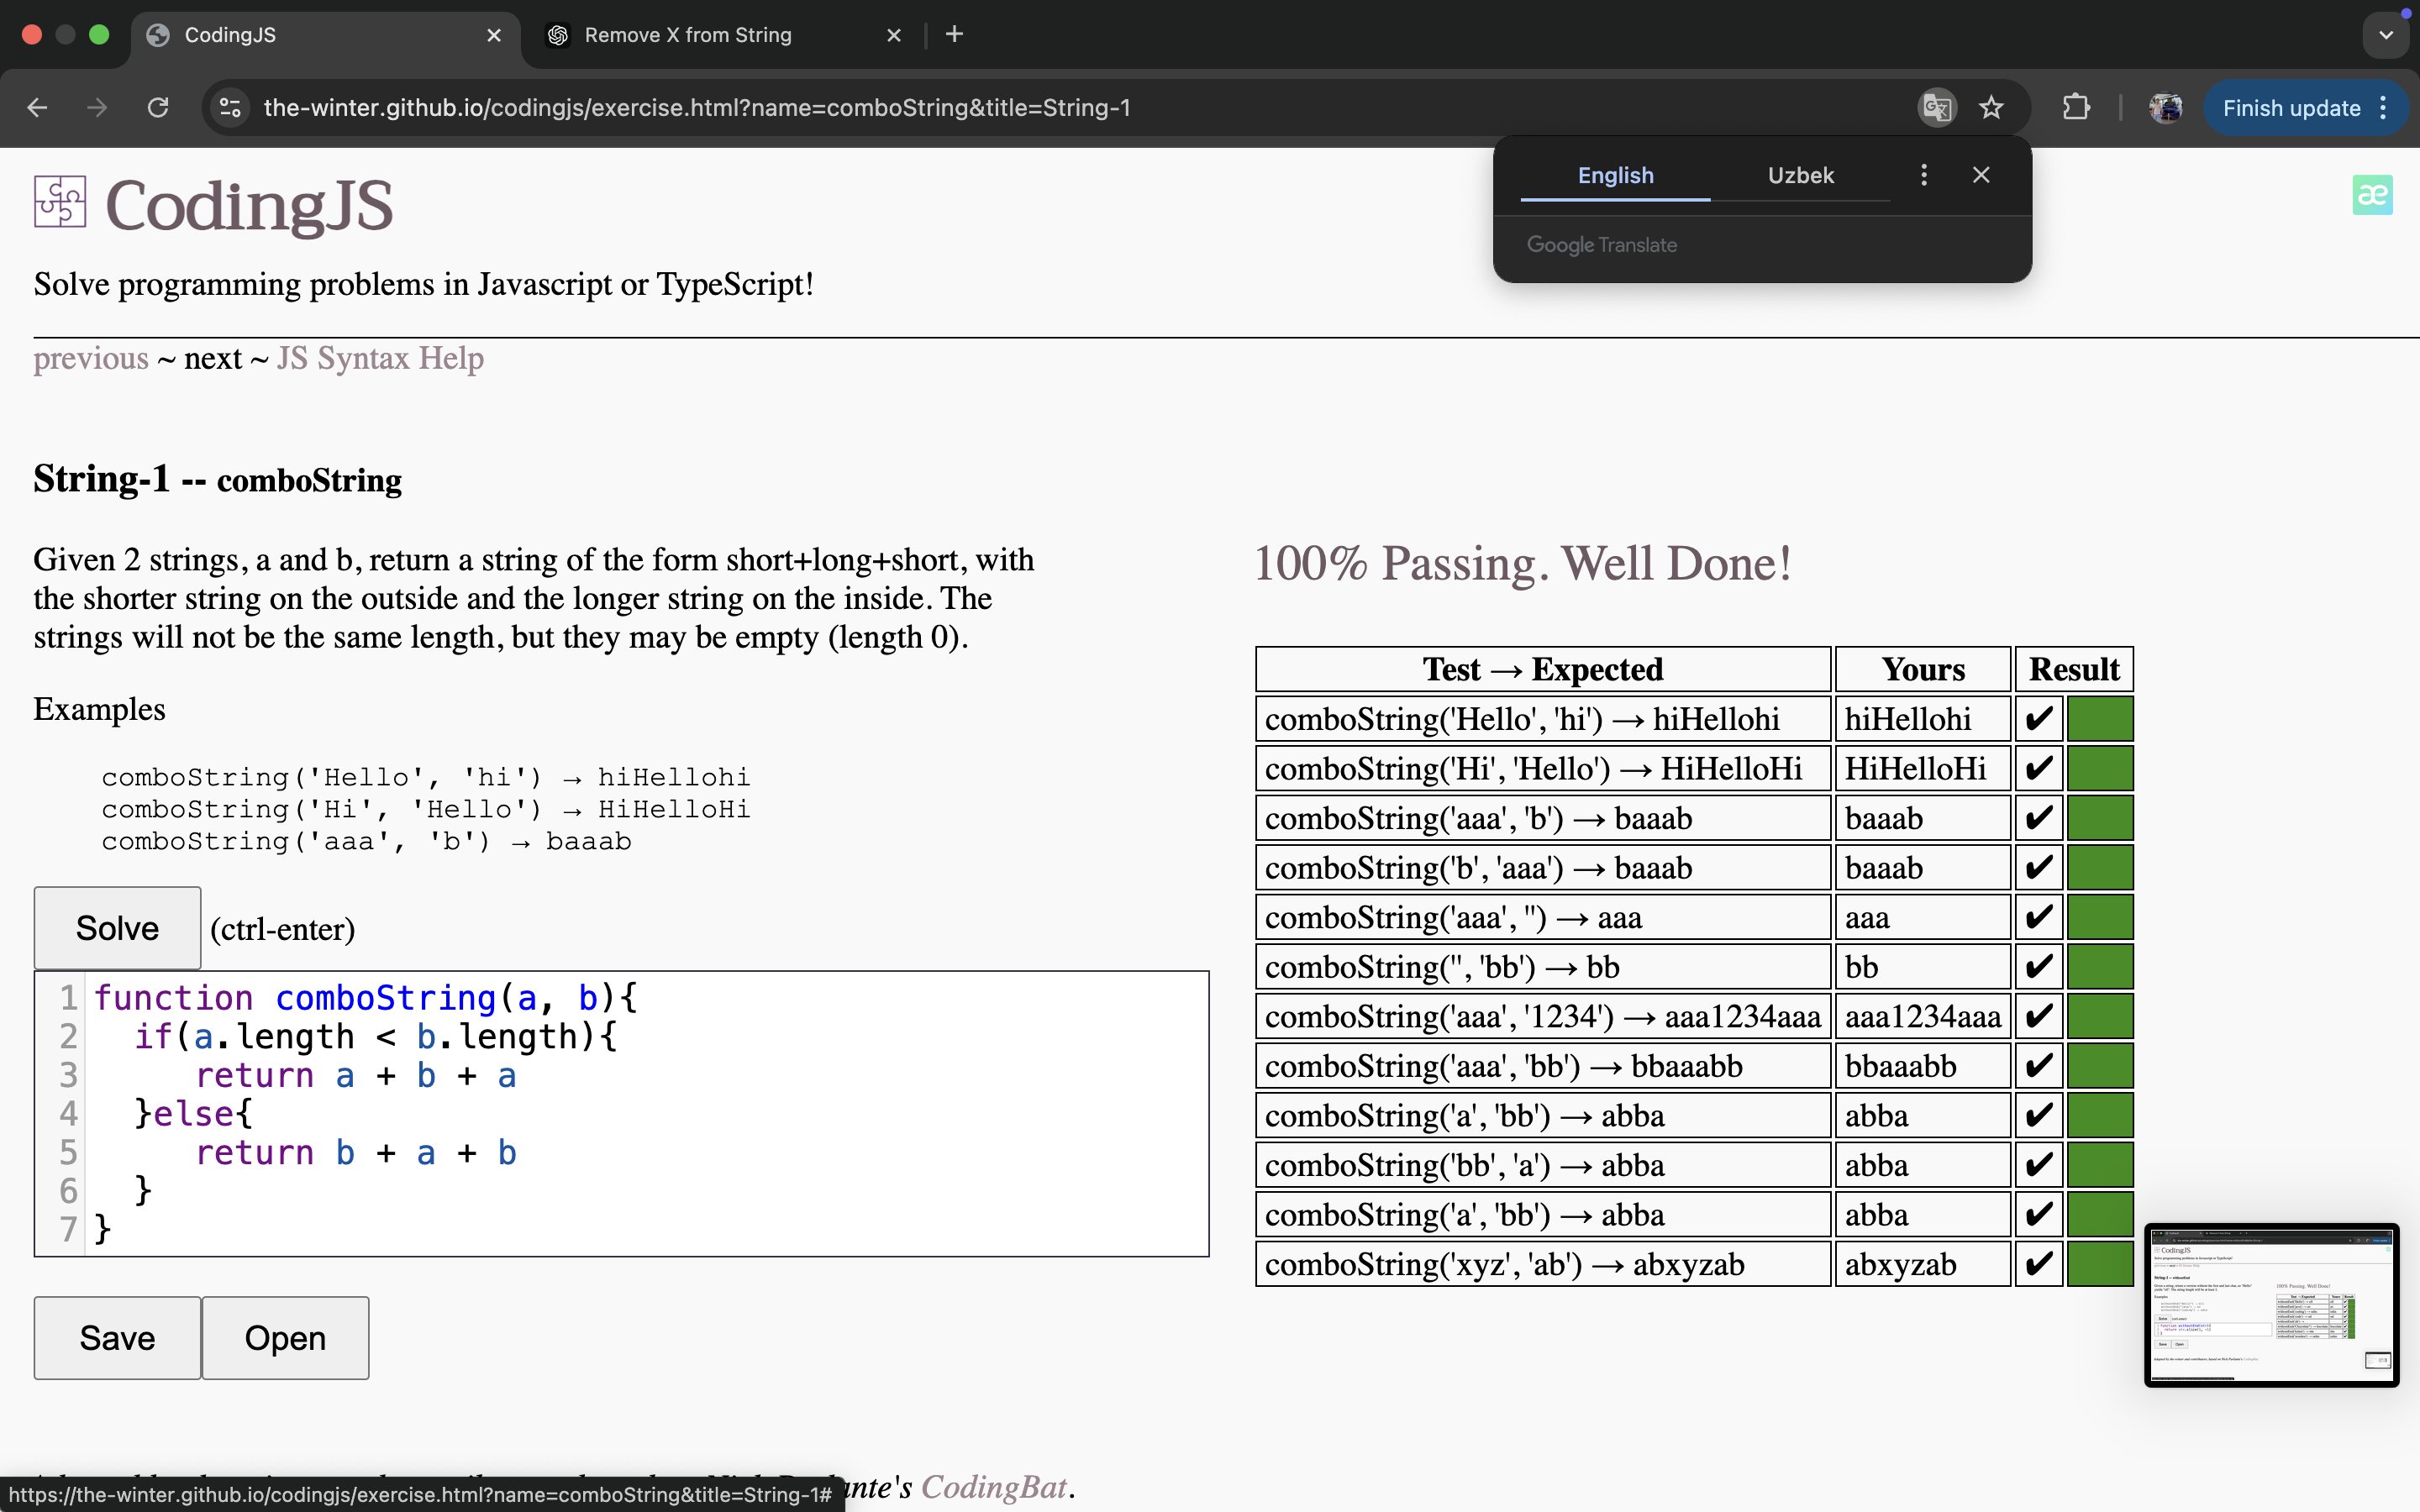 CodingJS
Remove X from String
the-winter.github.io/codingjs/exercise.html?name=comboString&title=String-1
Finish update
English
Uzbek
Google Translate
CodingJS
æ
Solve programming problems in Javascript or TypeScript!
previous ~ next ~ JS Syntax Help
String-1 -- comboString
Given 2 strings, a and b, return a string of the form short+long+short, with
the shorter string on the outside and the longer string on the inside. The
strings will not be the same length, but they may be empty (length 0).
Examples
comboString('Hello', 'hi') → hiHellohi
comboString('Hi', 'Hello') → HiHelloHi
comboString('aaa', 'b') → baaab
Solve (ctrl-enter)
1 function comboString(a, b){
2 if(a.length < b.length){
3 return a + b + a
4 }else{
5 return b + a + b
6 }
7 }
Save Open
100% Passing. Well Done!
Test → Expected Yours Result
comboString('Hello', 'hi') → hiHellohi hiHellohi ✔
comboString('Hi', 'Hello') → HiHelloHi HiHelloHi ✔
comboString('aaa', 'b') → baaab baaab ✔
comboString('b', 'aaa') → baaab baaab ✔
comboString('aaa', '') → aaa aaa ✔
comboString('', 'bb') → bb bb ✔
comboString('aaa', '1234') → aaa1234aaa aaa1234aaa ✔
comboString('aaa', 'bb') → bbaaabb bbaaabb ✔
comboString('a', 'bb') → abba abba ✔
comboString('bb', 'a') → abba abba ✔
comboString('a', 'bb') → abba abba ✔
comboString('xyz', 'ab') → abxyzab abxyzab ✔
CodingJS
ante's CodingBat.
https://the-winter.github.io/codingjs/exercise.html?name=comboString&title=String-1#